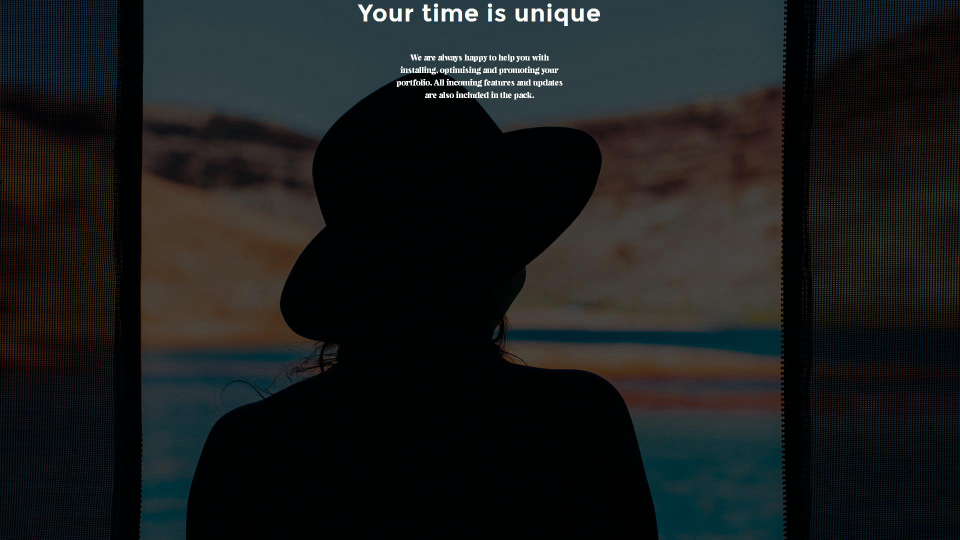 Your time is unique
We are always happy to help you with
installing, optimising and promoting your
portfolio. All incoming features and updates
are also included in the pack.